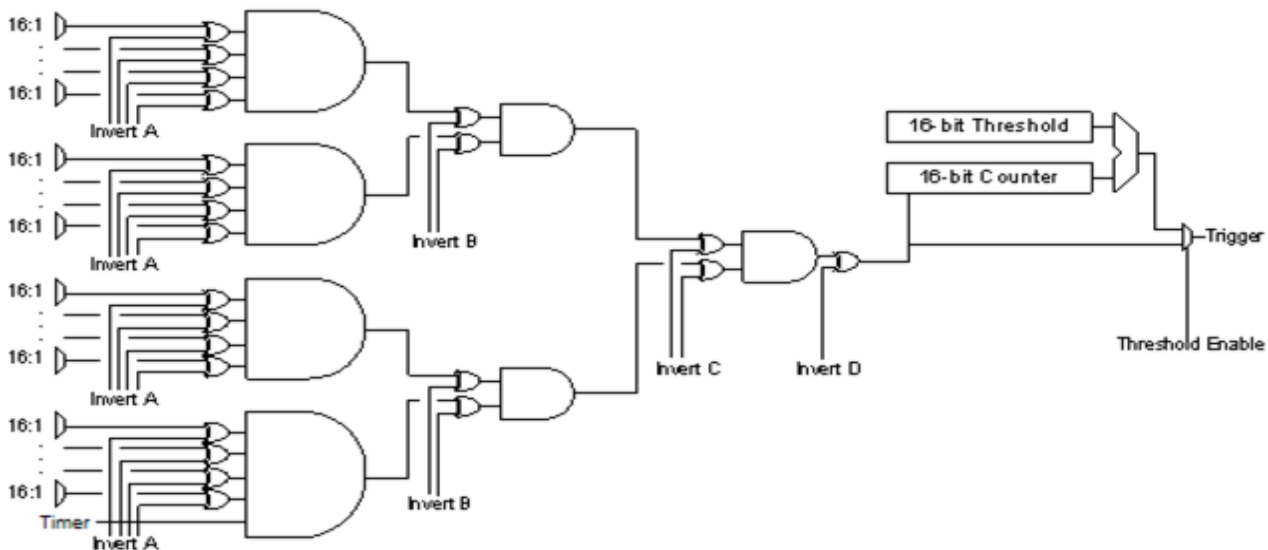 16:1
16:1
Invert A
16:1
16:1
Invert A
Invert B
16-bit Threshold
16-bit Counter
Trigger
Threshold Enable
Invert C
Invert D
16:1
16:1
Invert A
16:1
16:1
Timer
Invert A
Invert B